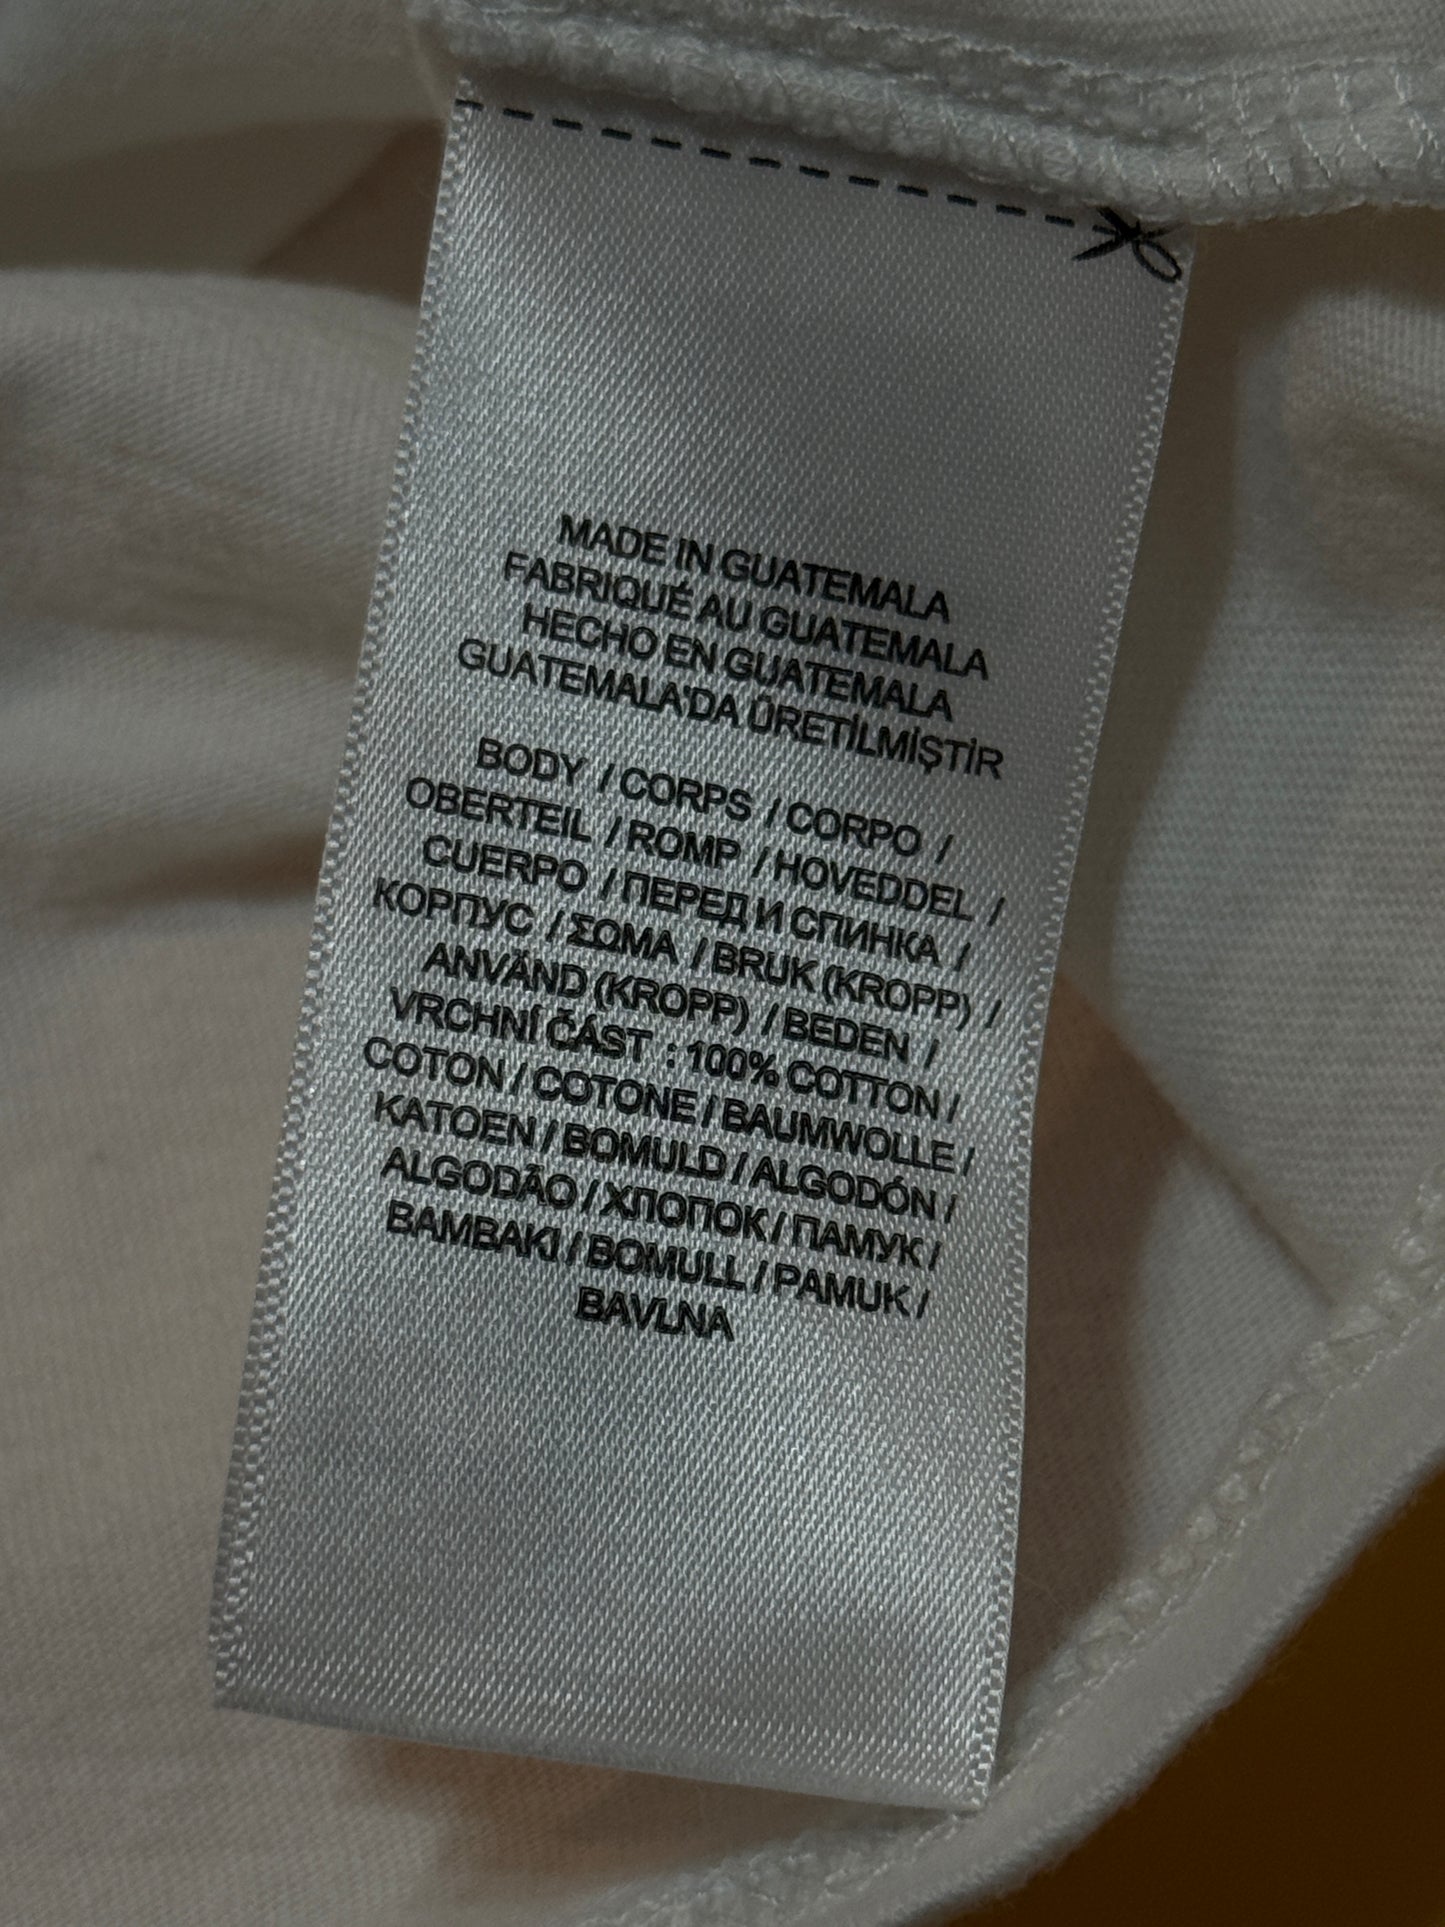 MADE IN GUATEMALA
FABRIQUÉ AU GUATEMALA
HECHO EN GUATEMALA
GUATEMALA'DA ÜRETİLMİŞTİR
BODY / CORPS / CORPO /
OBERTEIL / ROMP / HOVEDDEL /
CUERPO / ПЕРЕД И СПИНКА /
КОРПУС / ΣΩΜΑ / BRUK (KROPP) /
ANVÄND (KROPP) / BEDEN /
VRCHNÍ ČÁST : 100% COTTON /
COTON / COTONE / BAUMWOLLE /
KATOEN / BOMULD / ALGODÓN /
ALGODÃO / ХЛОПОК / ПАМУК /
ΒΑΜΒΑΚΙ / BOMULL / PAMUK /
BAVLNA